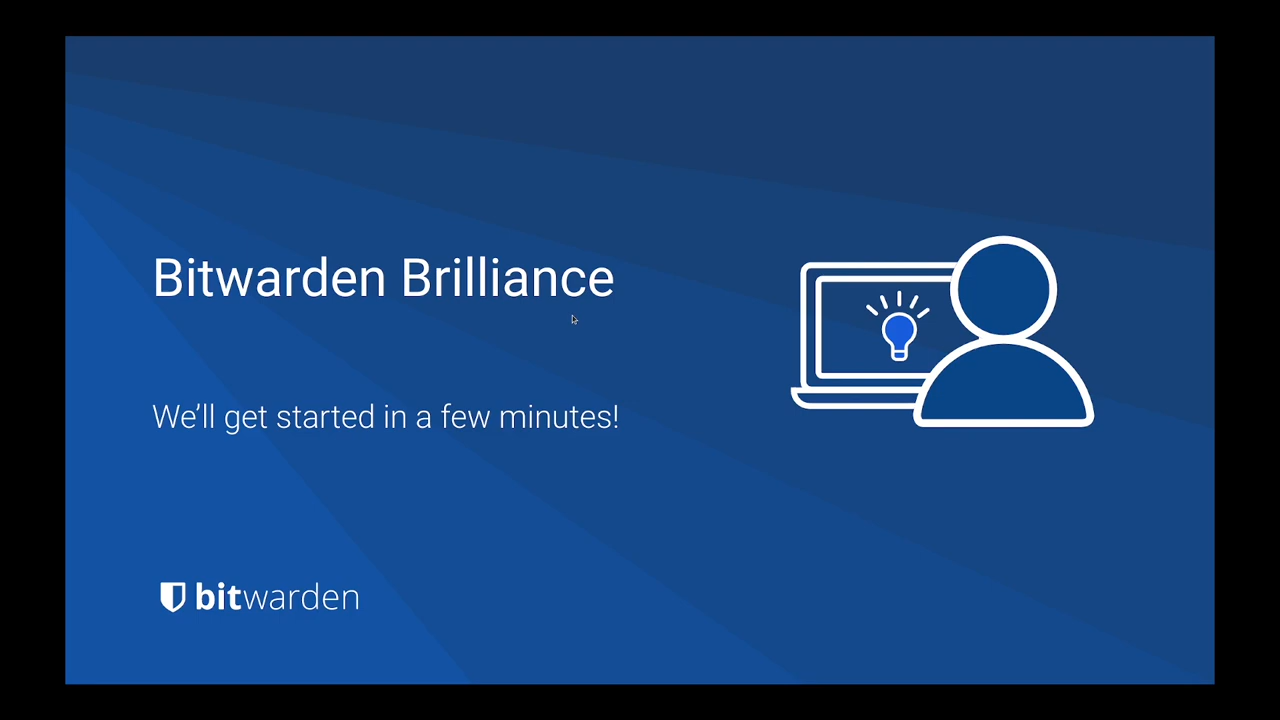 Bitwarden Brilliance
We’ll get started in a few minutes!
bitwarden